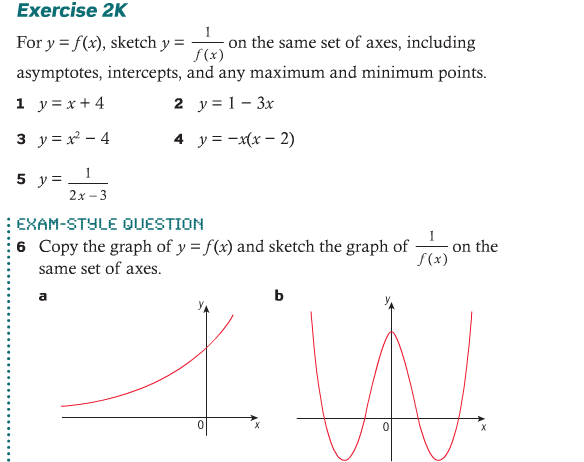 Exercise 2K
For y = f(x), sketch y = 1/f(x) on the same set of axes, including
asymptotes, intercepts, and any maximum and minimum points.
1 y = x + 4 2 y = 1 − 3x
3 y = x² − 4 4 y = −x(x − 2)
5 y = 1/(2x − 3)
EXAM-STYLE QUESTION
6 Copy the graph of y = f(x) and sketch the graph of 1/f(x) on the
same set of axes.
a b
y y
0 x 0 x